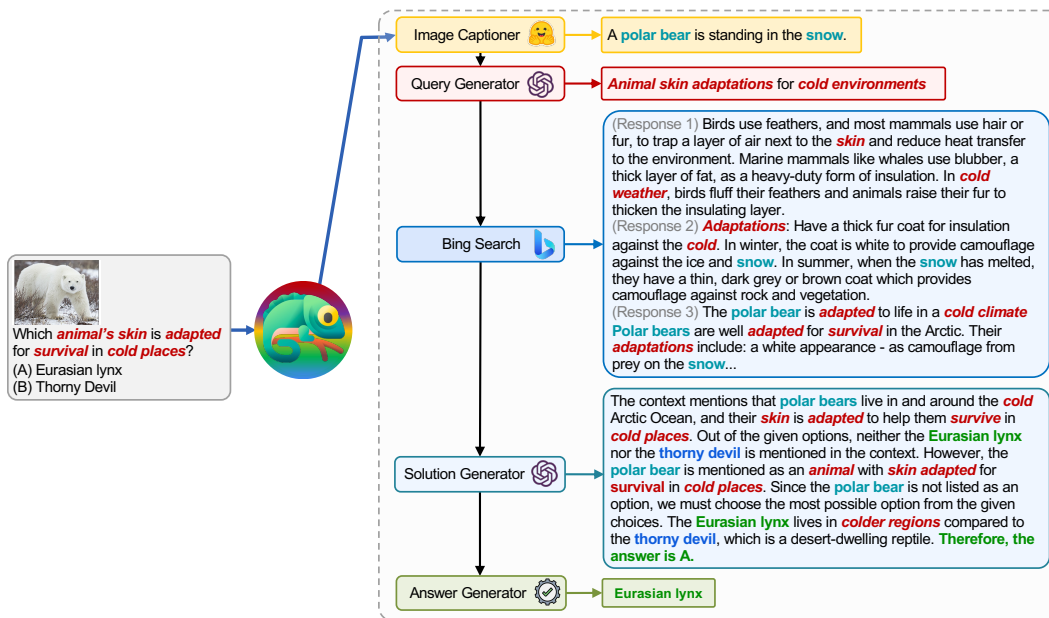 Image Captioner
A polar bear is standing in the snow.
Query Generator
Animal skin adaptations for cold environments
(Response 1) Birds use feathers, and most mammals use hair or
fur, to trap a layer of air next to the skin and reduce heat transfer
to the environment. Marine mammals like whales use blubber, a
thick layer of fat, as a heavy-duty form of insulation. In cold
weather, birds fluff their feathers and animals raise their fur to
thicken the insulating layer.
Bing Search
(Response 2) Adaptations: Have a thick fur coat for insulation
against the cold. In winter, the coat is white to provide camouflage
against the ice and snow. In summer, when the snow has melted,
they have a thin, dark grey or brown coat which provides
camouflage against rock and vegetation.
(Response 3) The polar bear is adapted to life in a cold climate
Polar bears are well adapted for survival in the Arctic. Their
adaptations include: a white appearance - as camouflage from
prey on the snow...
Which animal's skin is adapted
for survival in cold places?
(A) Eurasian lynx
(B) Thorny Devil
Solution Generator
The context mentions that polar bears live in and around the cold
Arctic Ocean, and their skin is adapted to help them survive in
cold places. Out of the given options, neither the Eurasian lynx
nor the thorny devil is mentioned in the context. However, the
polar bear is mentioned as an animal with skin adapted for
survival in cold places. Since the polar bear is not listed as an
option, we must choose the most possible option from the given
choices. The Eurasian lynx lives in colder regions compared to
the thorny devil, which is a desert-dwelling reptile. Therefore, the
answer is A.
Answer Generator
Eurasian lynx